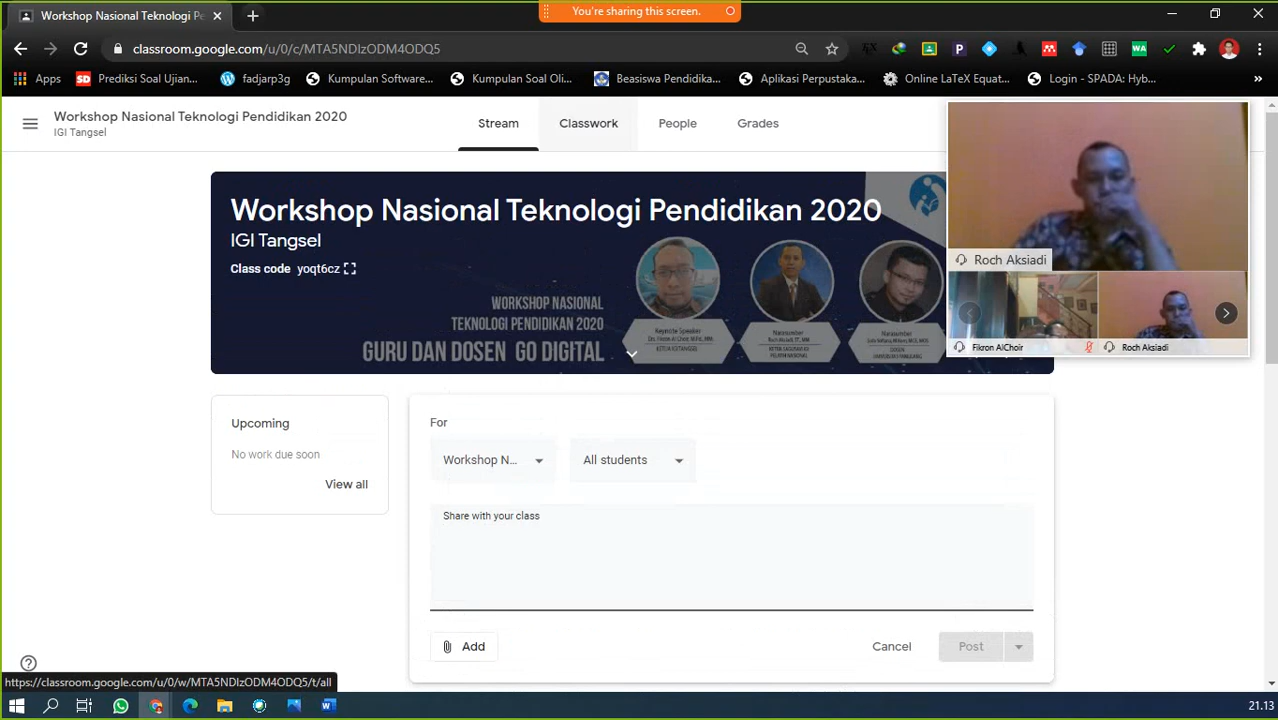 Workshop Nasional Teknologi Pe
You're sharing this screen.
classroom.google.com/u/0/c/MTA5NDIzODM4ODQ5
Apps
Prediksi Soal Ujian...
fadjarp3g
Kumpulan Software...
Kumpulan Soal Oli...
Beasiswa Pendidika...
Aplikasi Perpustaka...
Online LaTeX Equat...
Login - SPADA: Hyb...
Workshop Nasional Teknologi Pendidikan 2020
IGI Tangsel
Stream
Classwork
People
Grades
Workshop Nasional Teknologi Pendidikan 2020
IGI Tangsel
Class code yoqt6cz
WORKSHOP NASIONAL
TEKNOLOGI PENDIDIKAN 2020
GURU DAN DOSEN GO DIGITAL
Keynote Speaker
Narasumber
Narasumber
Roch Aksiadi
Fikron AlChoir
Roch Aksiadi
Upcoming
No work due soon
View all
For
Workshop N...
All students
Share with your class
Add
Cancel
Post
https://classroom.google.com/u/0/w/MTA5NDIzODM4ODQ5/t/all
21.13